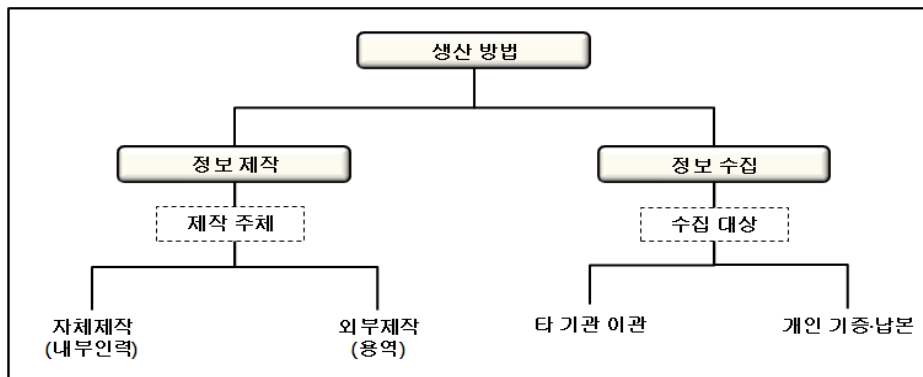 생산 방법
정보 제작
정보 수집
제작 주체
수집 대상
자체제작
(내부인력)
외부제작
(용역)
타 기관 이관
개인 기증·납본